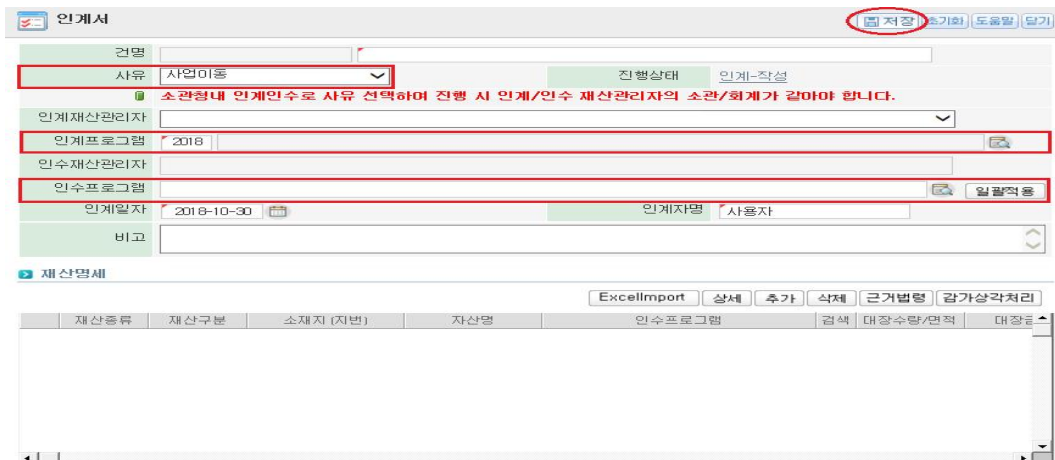 인계서 저장 초기화 도움말 닫기
건명
사유 사업이동 진행상태 인계-작성
소관청내 인계인수로 사유 선택하여 진행 시 인계/인수 재산관리자의 소관/회계가 같아야 합니다.
인계재산관리자
인계프로그램 2018
인수재산관리자
인수프로그램 일괄적용
인계일자 2018-10-30 인계자명 사용자
비고
재산명세
ExcelImport 상세 추가 삭제 근거법령 감가상각처리
재산종류 재산구분 소재지 (지번) 자산명 인수프로그램 검색 대장수량/면적